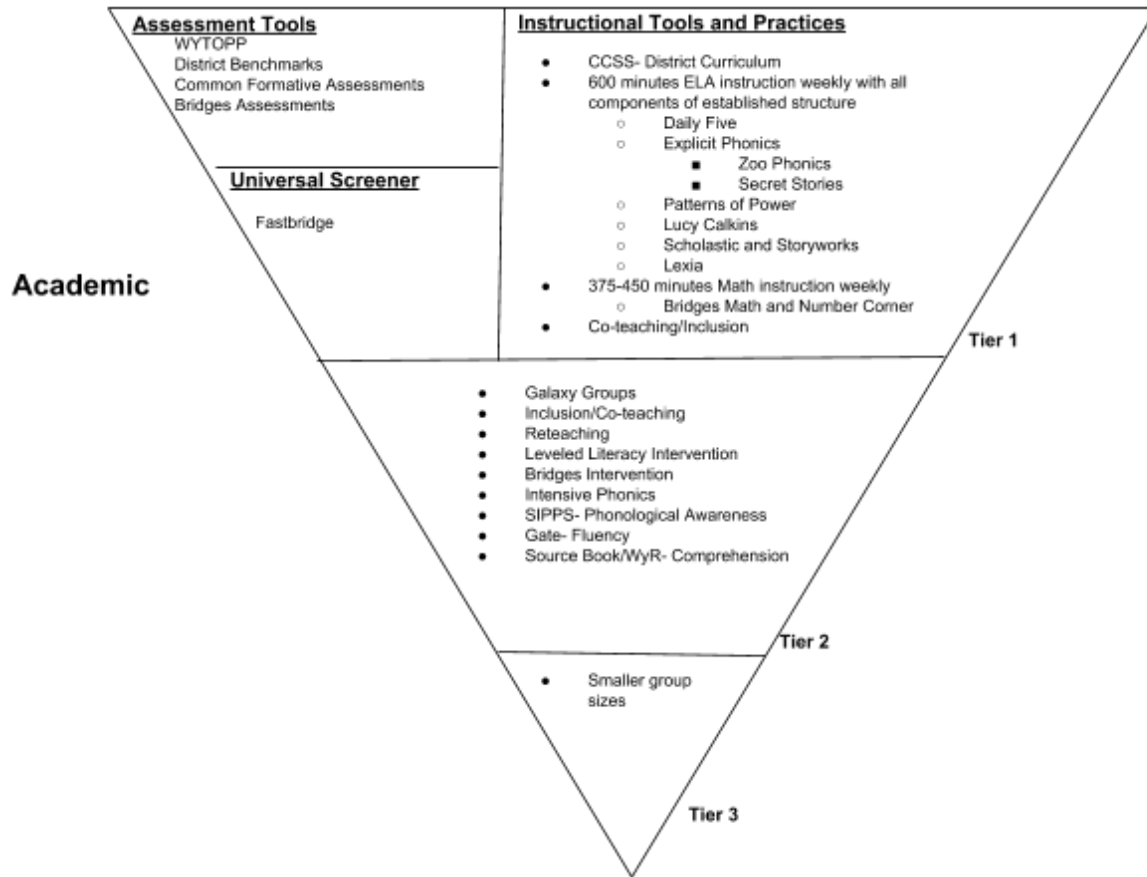 Assessment Tools
WYTOPP
District Benchmarks
Common Formative Assessments
Bridges Assessments
Universal Screener
Fastbridge
Instructional Tools and Practices
● CCSS- District Curriculum
● 600 minutes ELA instruction weekly with all
components of established structure
○ Daily Five
○ Explicit Phonics
■ Zoo Phonics
■ Secret Stories
○ Patterns of Power
○ Lucy Calkins
○ Scholastic and Storyworks
○ Lexia
● 375-450 minutes Math instruction weekly
○ Bridges Math and Number Corner
● Co-teaching/Inclusion
Academic
Tier 1
● Galaxy Groups
● Inclusion/Co-teaching
● Reteaching
● Leveled Literacy Intervention
● Bridges Intervention
● Intensive Phonics
● SIPPS- Phonological Awareness
● Gate- Fluency
● Source Book/WyR- Comprehension
Tier 2
● Smaller group
sizes
Tier 3